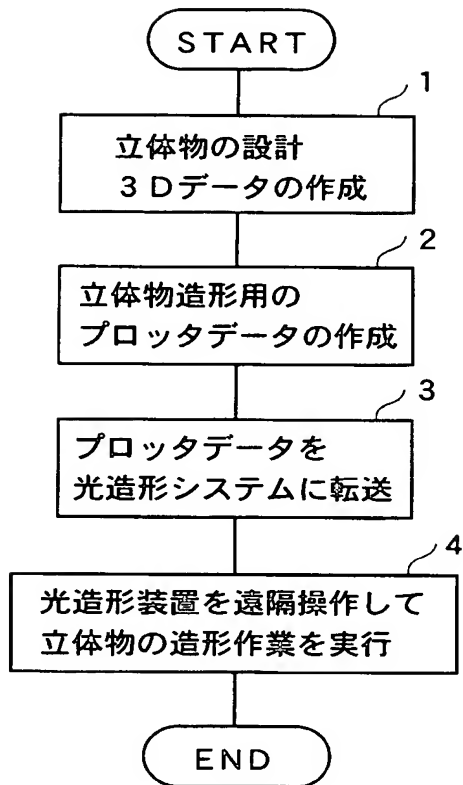 START
1
立体物の設計
3Dデータの作成
2
立体物造形用の
プロッタデータの作成
3
プロッタデータを
光造形システムに転送
4
光造形装置を遠隔操作して
立体物の造形作業を実行
END